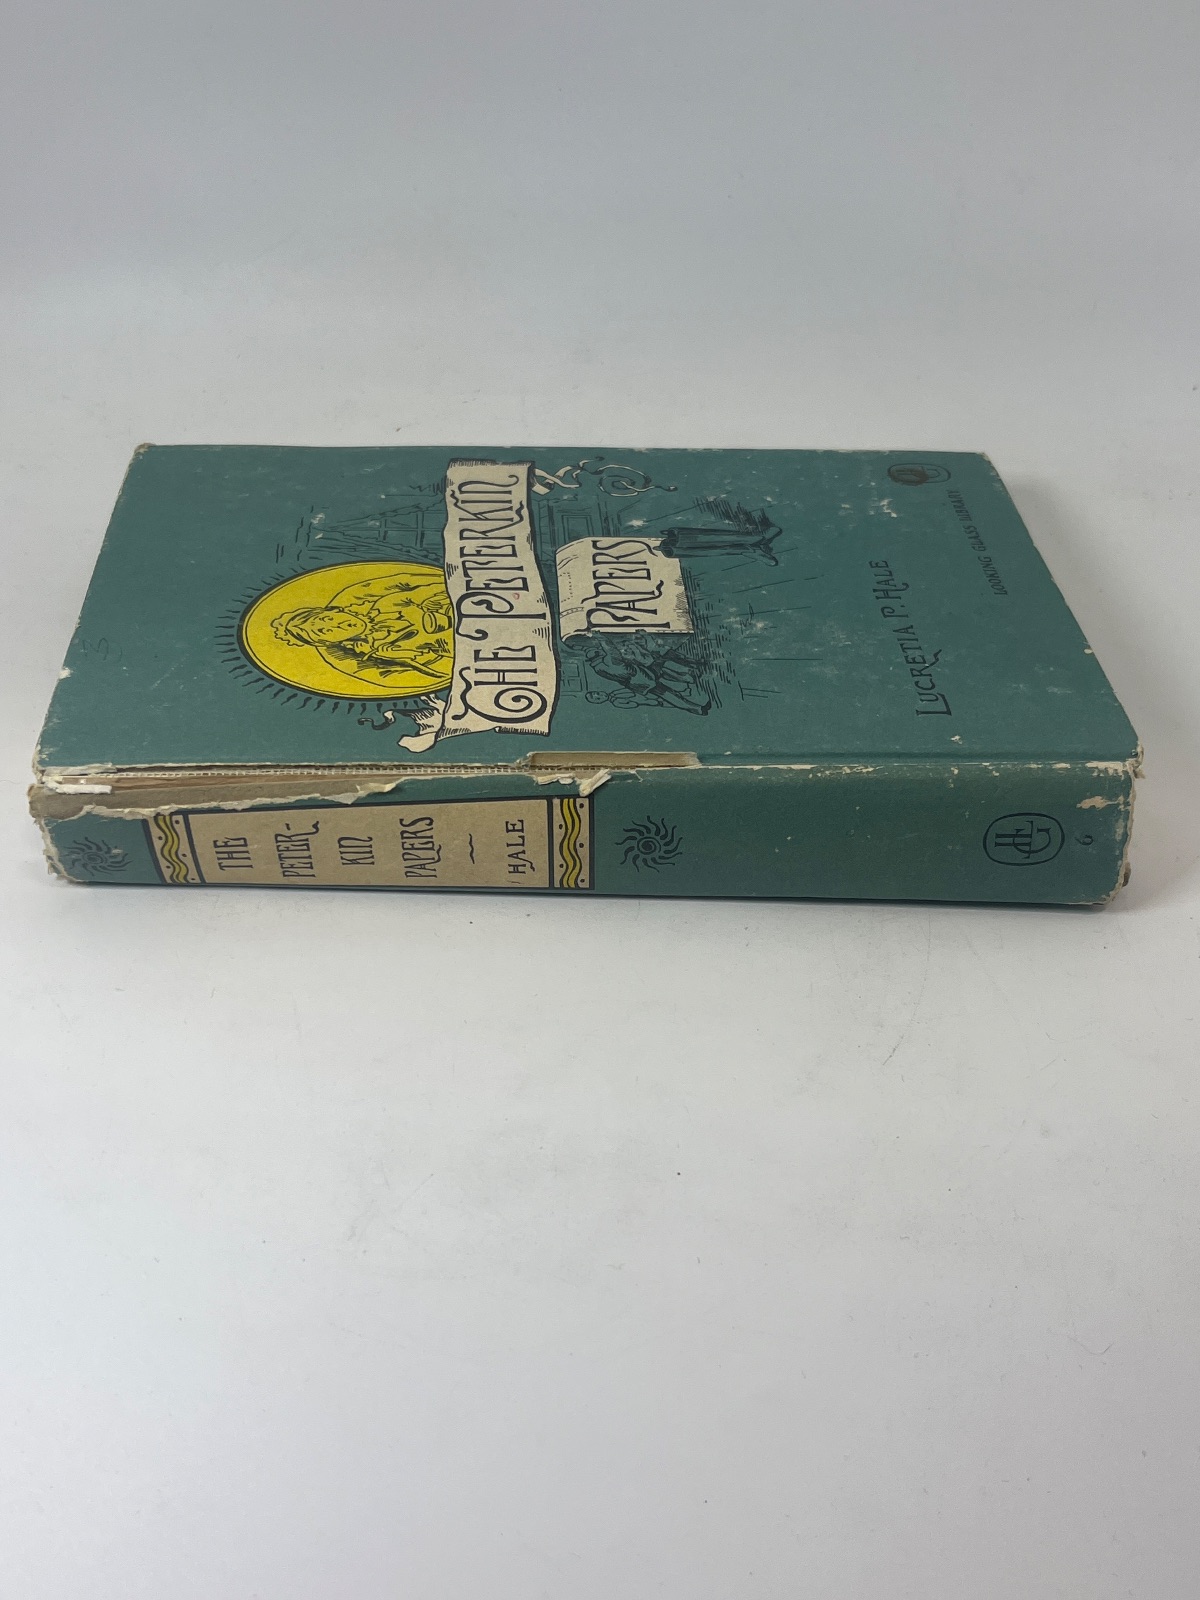 THE PETERKIN
PAPERS
LUCRETIA P. HALE
LOOKING GLASS LIBRARY
THE
PETER-
KIN
PAPERS
HALE
6